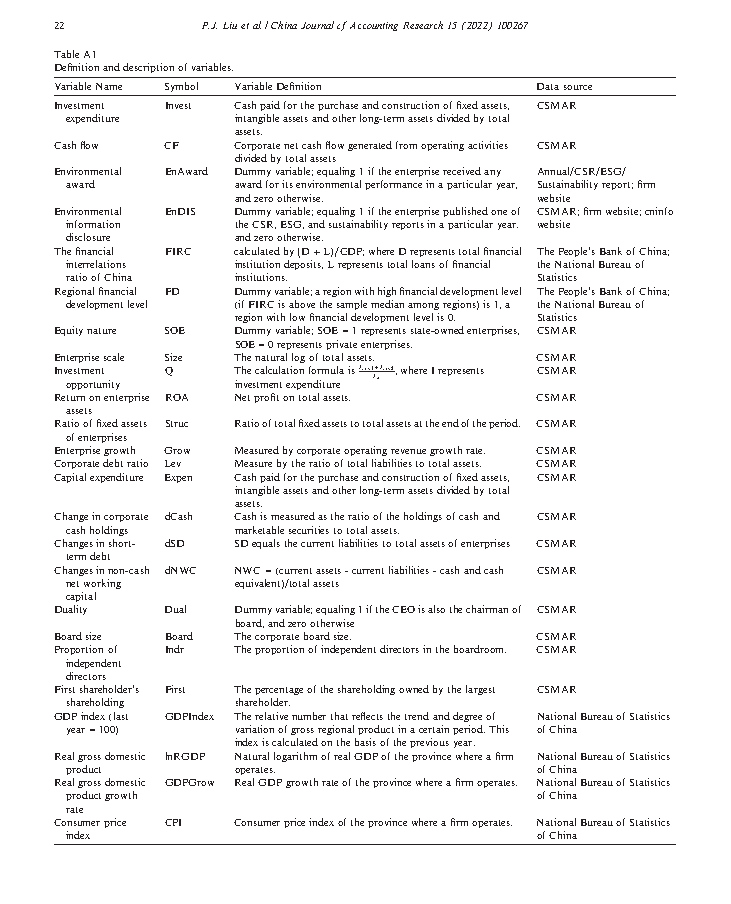 22
P.J. Liu et al. / China Journal of Accounting Research 15 (2022) 100267
Table A1
Definition and description of variables.
Variable Name Symbol Variable Definition Data source
Investment Invest Cash paid for the purchase and construction of fixed assets, CSMAR
expenditure intangible assets and other long-term assets divided by total
assets.
Cash flow CF Corporate net cash flow generated from operating activities CSMAR
divided by total assets
Environmental EnAward Dummy variable; equaling 1 if the enterprise received any Annual/CSR/ESG/
award award for its environmental performance in a particular year, Sustainability report; firm
and zero otherwise. website
Environmental EnDIS Dummy variable; equaling 1 if the enterprise published one of CSMAR; firm website; cninfo
information the CSR, ESG, and sustainability reports in a particular year, website
disclosure and zero otherwise.
The financial FIRC calculated by (D + L)/GDP; where D represents total financial The People's Bank of China;
interrelations institution deposits, L represents total loans of financial the National Bureau of
ratio of China institutions. Statistics
Regional financial FD Dummy variable; a region with high financial development level The People's Bank of China;
development level (if FIRC is above the sample median among regions) is 1, a the National Bureau of
region with low financial development level is 0. Statistics
Equity nature SOE Dummy variable; SOE = 1 represents state-owned enterprises, CSMAR
SOE = 0 represents private enterprises.
Enterprise scale Size The natural log of total assets. CSMAR
Investment Q The calculation formula is , where I represents CSMAR
opportunity investment expenditure
Return on enterprise ROA Net profit on total assets. CSMAR
assets
Ratio of fixed assets Struc Ratio of total fixed assets to total assets at the end of the period. CSMAR
of enterprises
Enterprise growth Grow Measured by corporate operating revenue growth rate. CSMAR
Corporate debt ratio Lev Measure by the ratio of total liabilities to total assets. CSMAR
Capital expenditure Expen Cash paid for the purchase and construction of fixed assets, CSMAR
intangible assets and other long-term assets divided by total
assets.
Change in corporate dCash Cash is measured as the ratio of the holdings of cash and CSMAR
cash holdings marketable securities to total assets.
Changes in short- dSD SD equals the current liabilities to total assets of enterprises CSMAR
term debt
Changes in non-cash dNWC NWC = (current assets - current liabilities - cash and cash CSMAR
net working equivalent)/total assets
capital
Duality Dual Dummy variable; equaling 1 if the CEO is also the chairman of CSMAR
board, and zero otherwise
Board size Board The corporate board size. CSMAR
Proportion of Indr The proportion of independent directors in the boardroom. CSMAR
independent
directors
First shareholder's First The percentage of the shareholding owned by the largest CSMAR
shareholding shareholder.
GDP index (last GDPIndex The relative number that reflects the trend and degree of National Bureau of Statistics
year = 100) variation of gross regional product in a certain period. This of China
index is calculated on the basis of the previous year.
Real gross domestic lnRGDP Natural logarithm of real GDP of the province where a firm National Bureau of Statistics
product operates. of China
Real gross domestic GDPGrow Real GDP growth rate of the province where a firm operates. National Bureau of Statistics
product growth of China
rate
Consumer price CPI Consumer price index of the province where a firm operates. National Bureau of Statistics
index of China